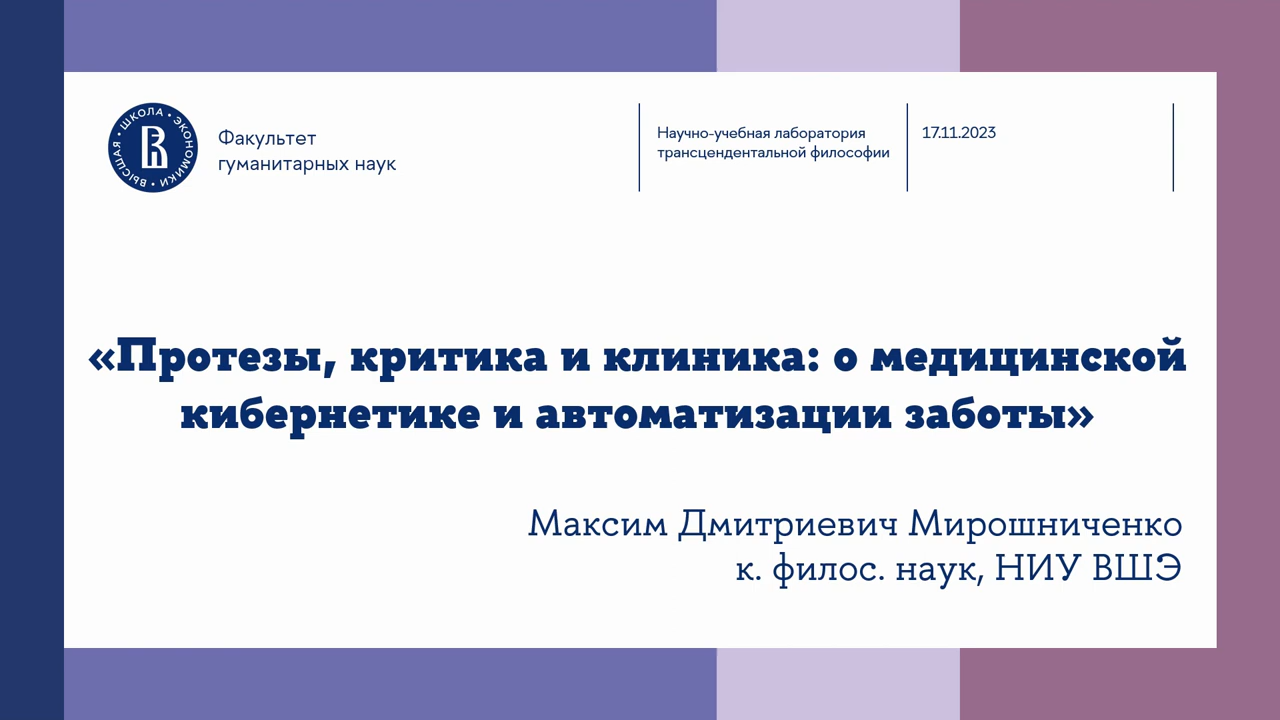 ВЫСШАЯ • ШКОЛА • ЭКОНОМИКИ •
Факультет
гуманитарных наук
Научно-учебная лаборатория
трансцендентальной философии
17.11.2023
«Протезы, критика и клиника: о медицинской
кибернетике и автоматизации заботы»
Максим Дмитриевич Мирошниченко
к. филос. наук, НИУ ВШЭ